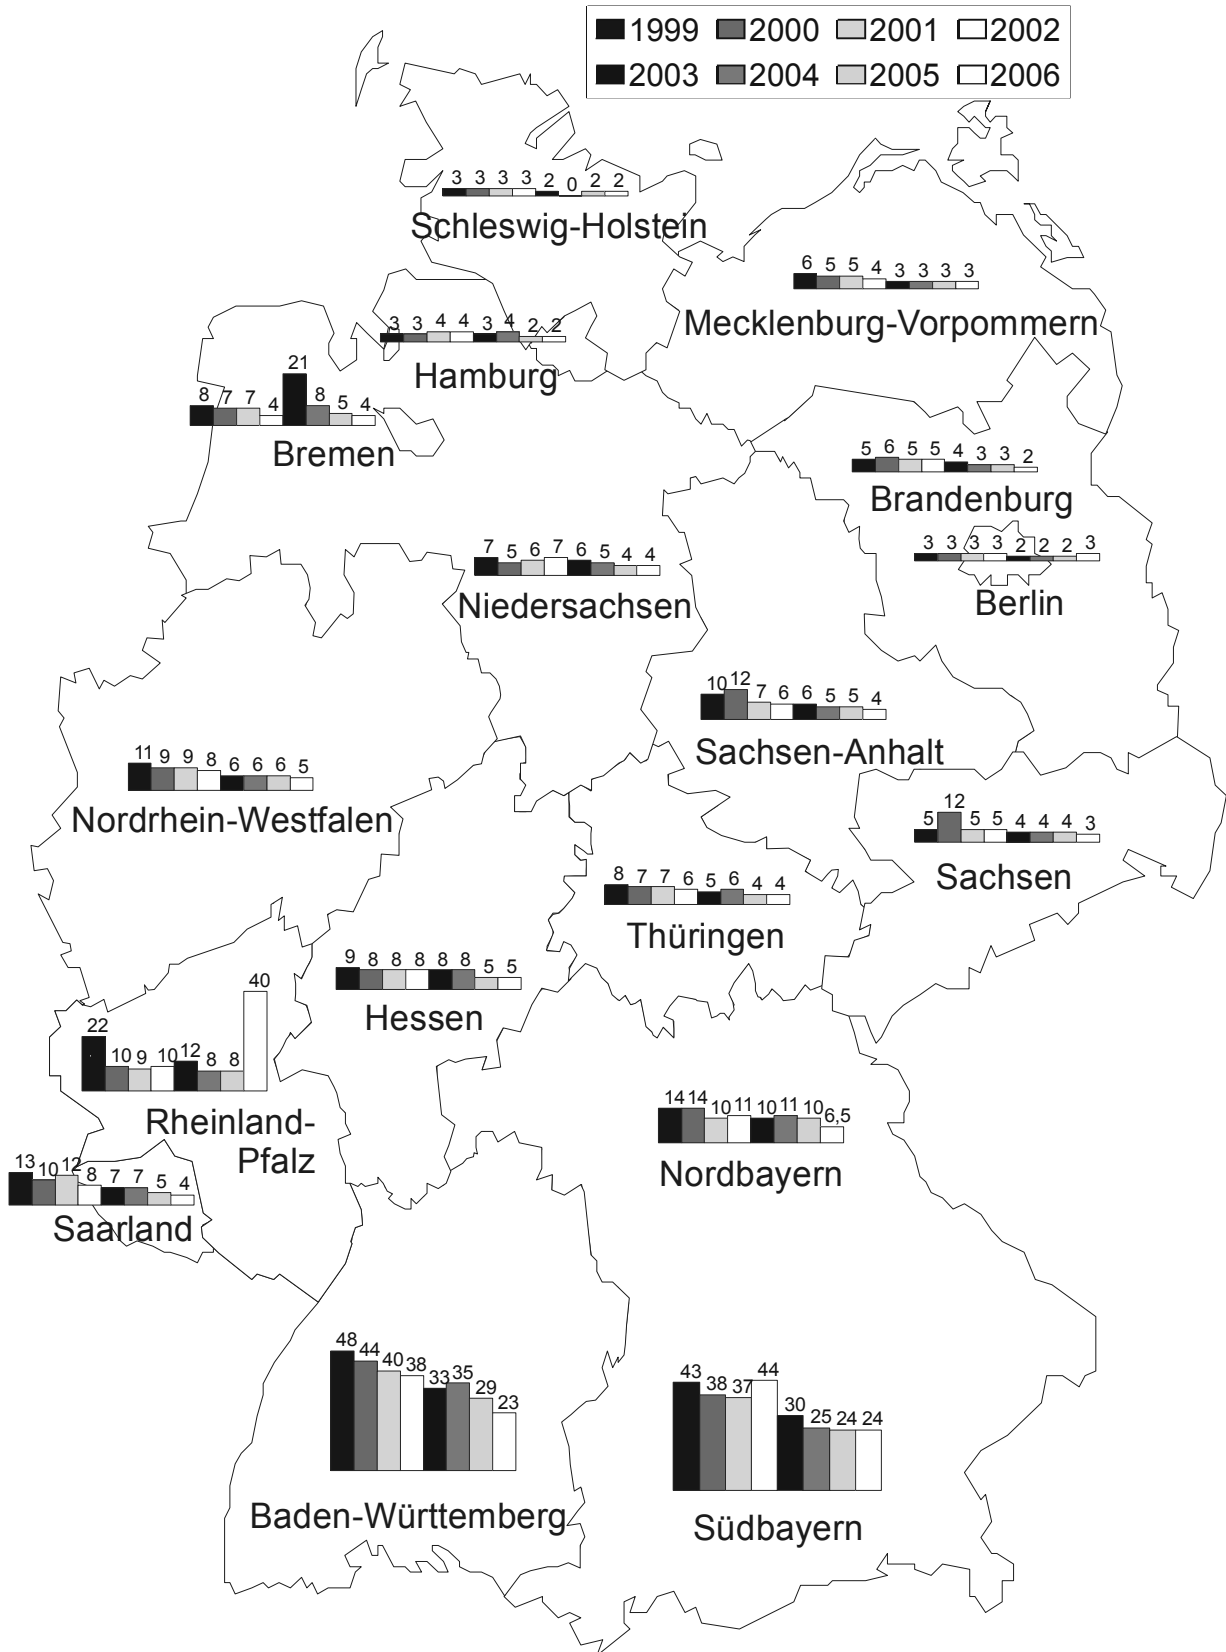 1999 2000 2001 2002
2003 2004 2005 2006
3 3 3 3 2 0 2 2
Schleswig-Holstein
6 5 5 4 3 3 3 3
Mecklenburg-Vorpommern
3 3 4 4 3 4 2 2
Hamburg
8 7 7 4 21 8 5 4
Bremen
5 6 5 5 4 3 3 2
Brandenburg
3 3 3 3 2 2 2 3
Berlin
7 5 6 7 6 5 4 4
Niedersachsen
10 12 7 6 6 5 5 4
Sachsen-Anhalt
11 9 9 8 6 6 6 5
Nordrhein-Westfalen
5 12 5 5 4 4 4 3
Sachsen
8 7 7 6 5 6 4 4
Thüringen
9 8 8 8 8 8 5 5
Hessen
22 10 9 10 12 8 8 40
Rheinland-
Pfalz
14 14 10 11 10 11 10 6,5
Nordbayern
13 10 12 8 7 7 5 4
Saarland
48 44 40 38 33 35 29 23
Baden-Württemberg
43 38 37 44 30 25 24 24
Südbayern